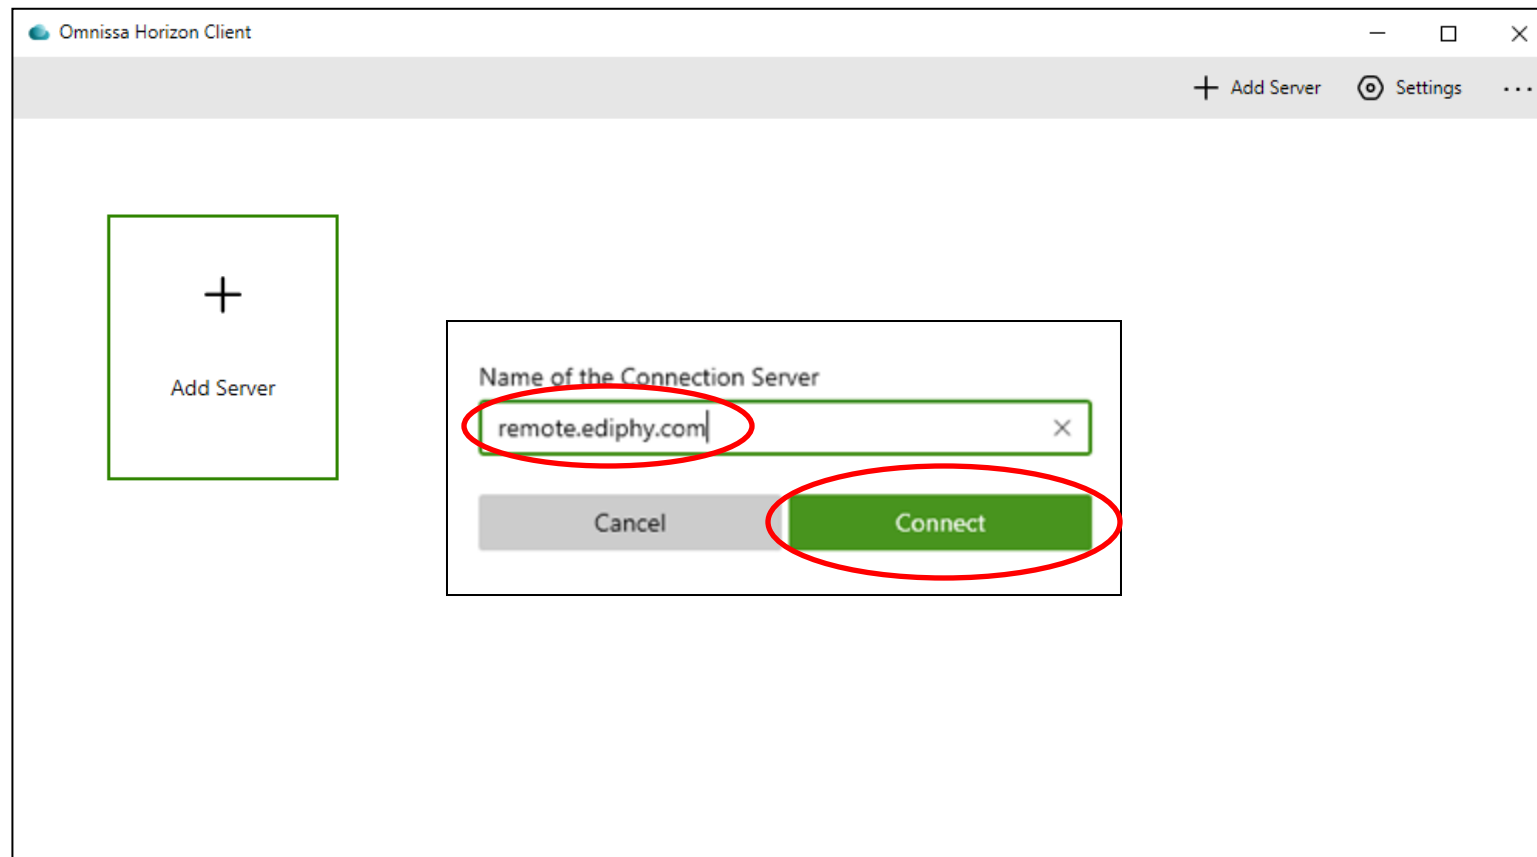 Omnissa Horizon Client
Add Server
Settings
Add Server
Name of the Connection Server
remote.ediphy.com
Cancel
Connect